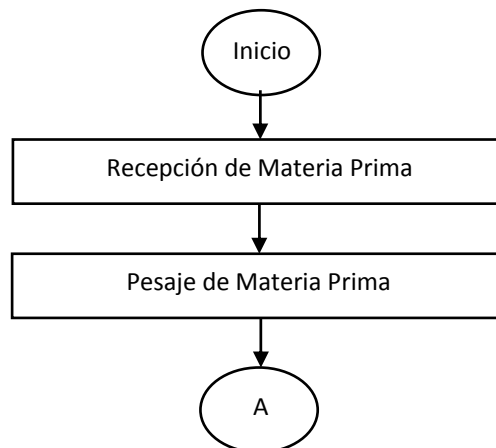 Inicio
Recepción de Materia Prima
Pesaje de Materia Prima
A